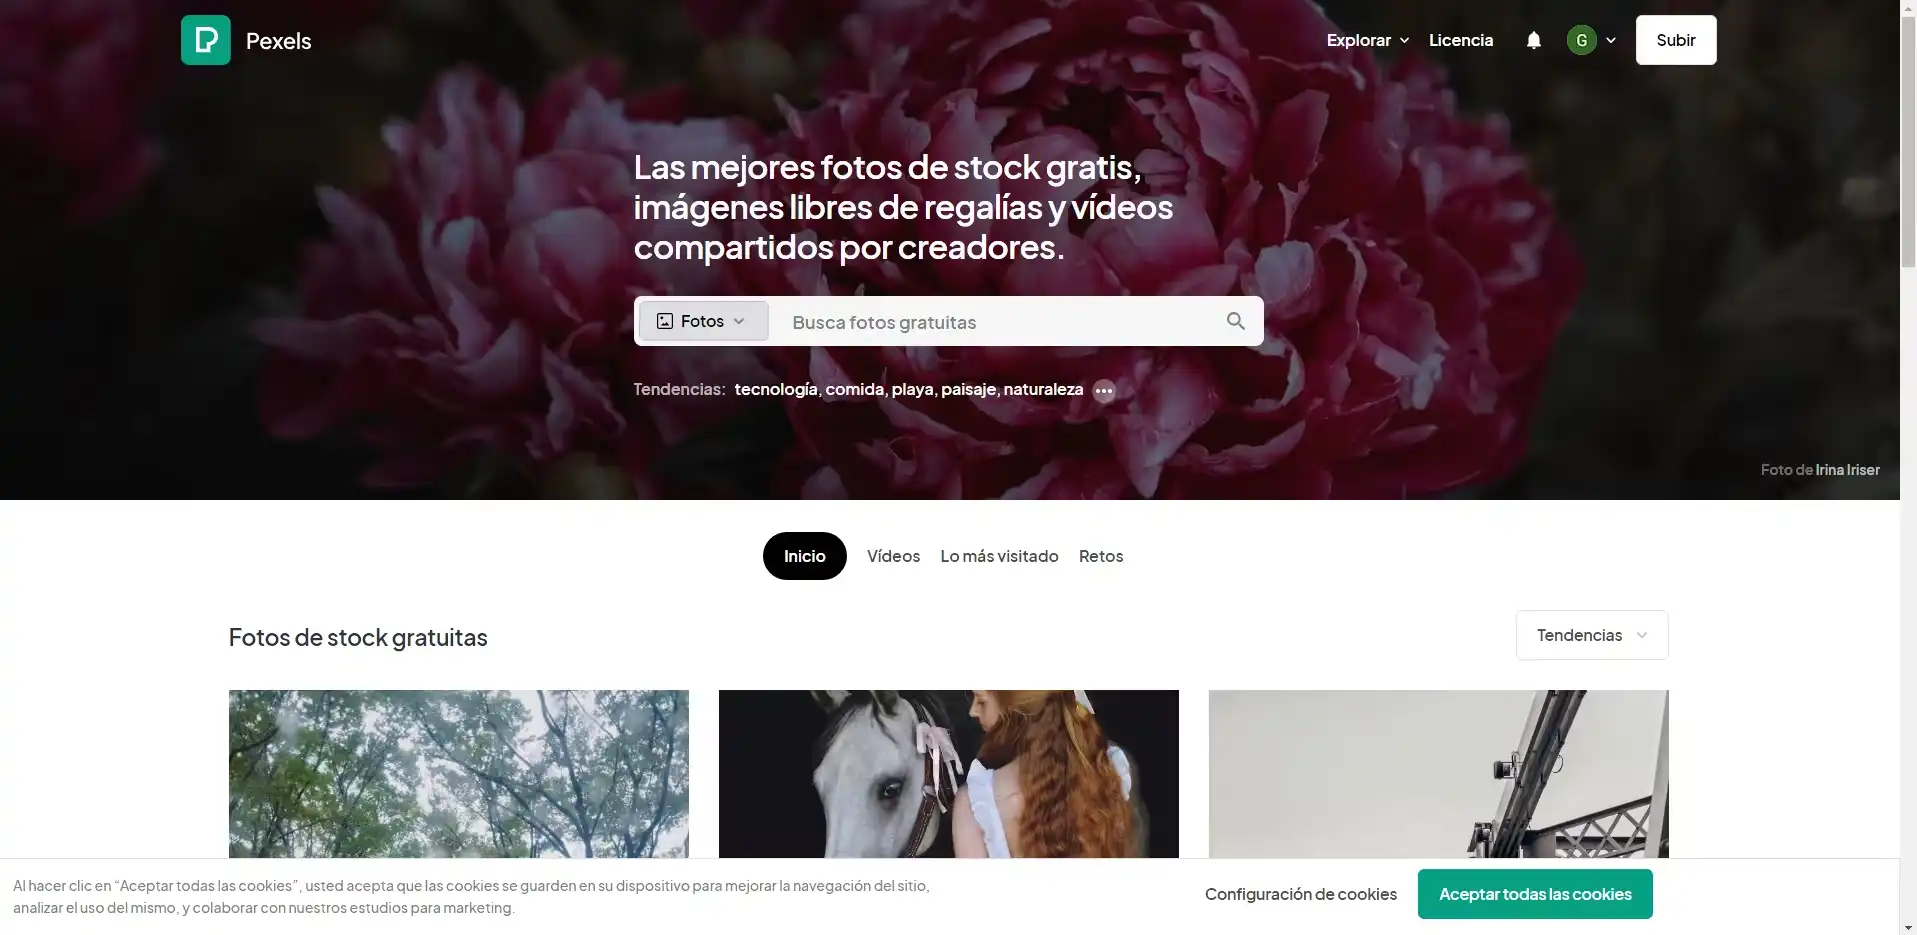 Pexels
Explorar
Licencia
G
Subir
Las mejores fotos de stock gratis,
imágenes libres de regalías y vídeos
compartidos por creadores.
Fotos
Busca fotos gratuitas
Tendencias: tecnología, comida, playa, paisaje, naturaleza
Foto de Irina Iriser
Inicio
Vídeos
Lo más visitado
Retos
Fotos de stock gratuitas
Tendencias
Al hacer clic en “Aceptar todas las cookies”, usted acepta que las cookies se guarden en su dispositivo para mejorar la navegación del sitio,
analizar el uso del mismo, y colaborar con nuestros estudios para marketing.
Configuración de cookies
Aceptar todas las cookies